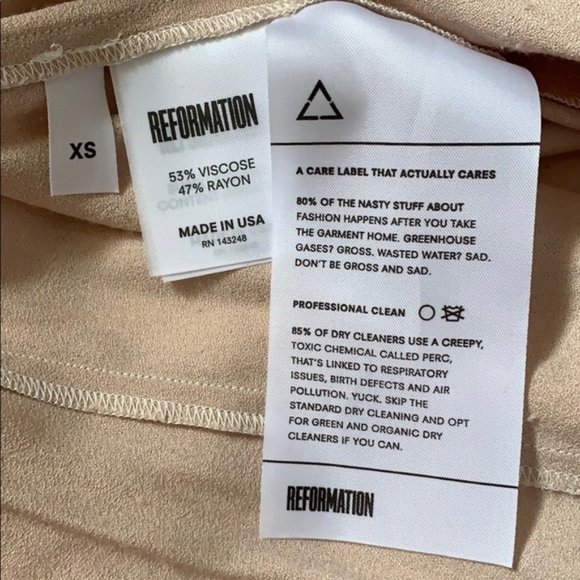 XS
REFORMATION
53% VISCOSE
47% RAYON
MADE IN USA
RN 143248
A CARE LABEL THAT ACTUALLY CARES
80% OF THE NASTY STUFF ABOUT
FASHION HAPPENS AFTER YOU TAKE
THE GARMENT HOME. GREENHOUSE
GASES? GROSS. WASTED WATER? SAD.
DON'T BE GROSS AND SAD.
PROFESSIONAL CLEAN
85% OF DRY CLEANERS USE A CREEPY,
TOXIC CHEMICAL CALLED PERC,
THAT'S LINKED TO RESPIRATORY
ISSUES, BIRTH DEFECTS AND AIR
POLLUTION. YUCK. SKIP THE
STANDARD DRY CLEANING AND OPT
FOR GREEN AND ORGANIC DRY
CLEANERS IF YOU CAN.
REFORMATION